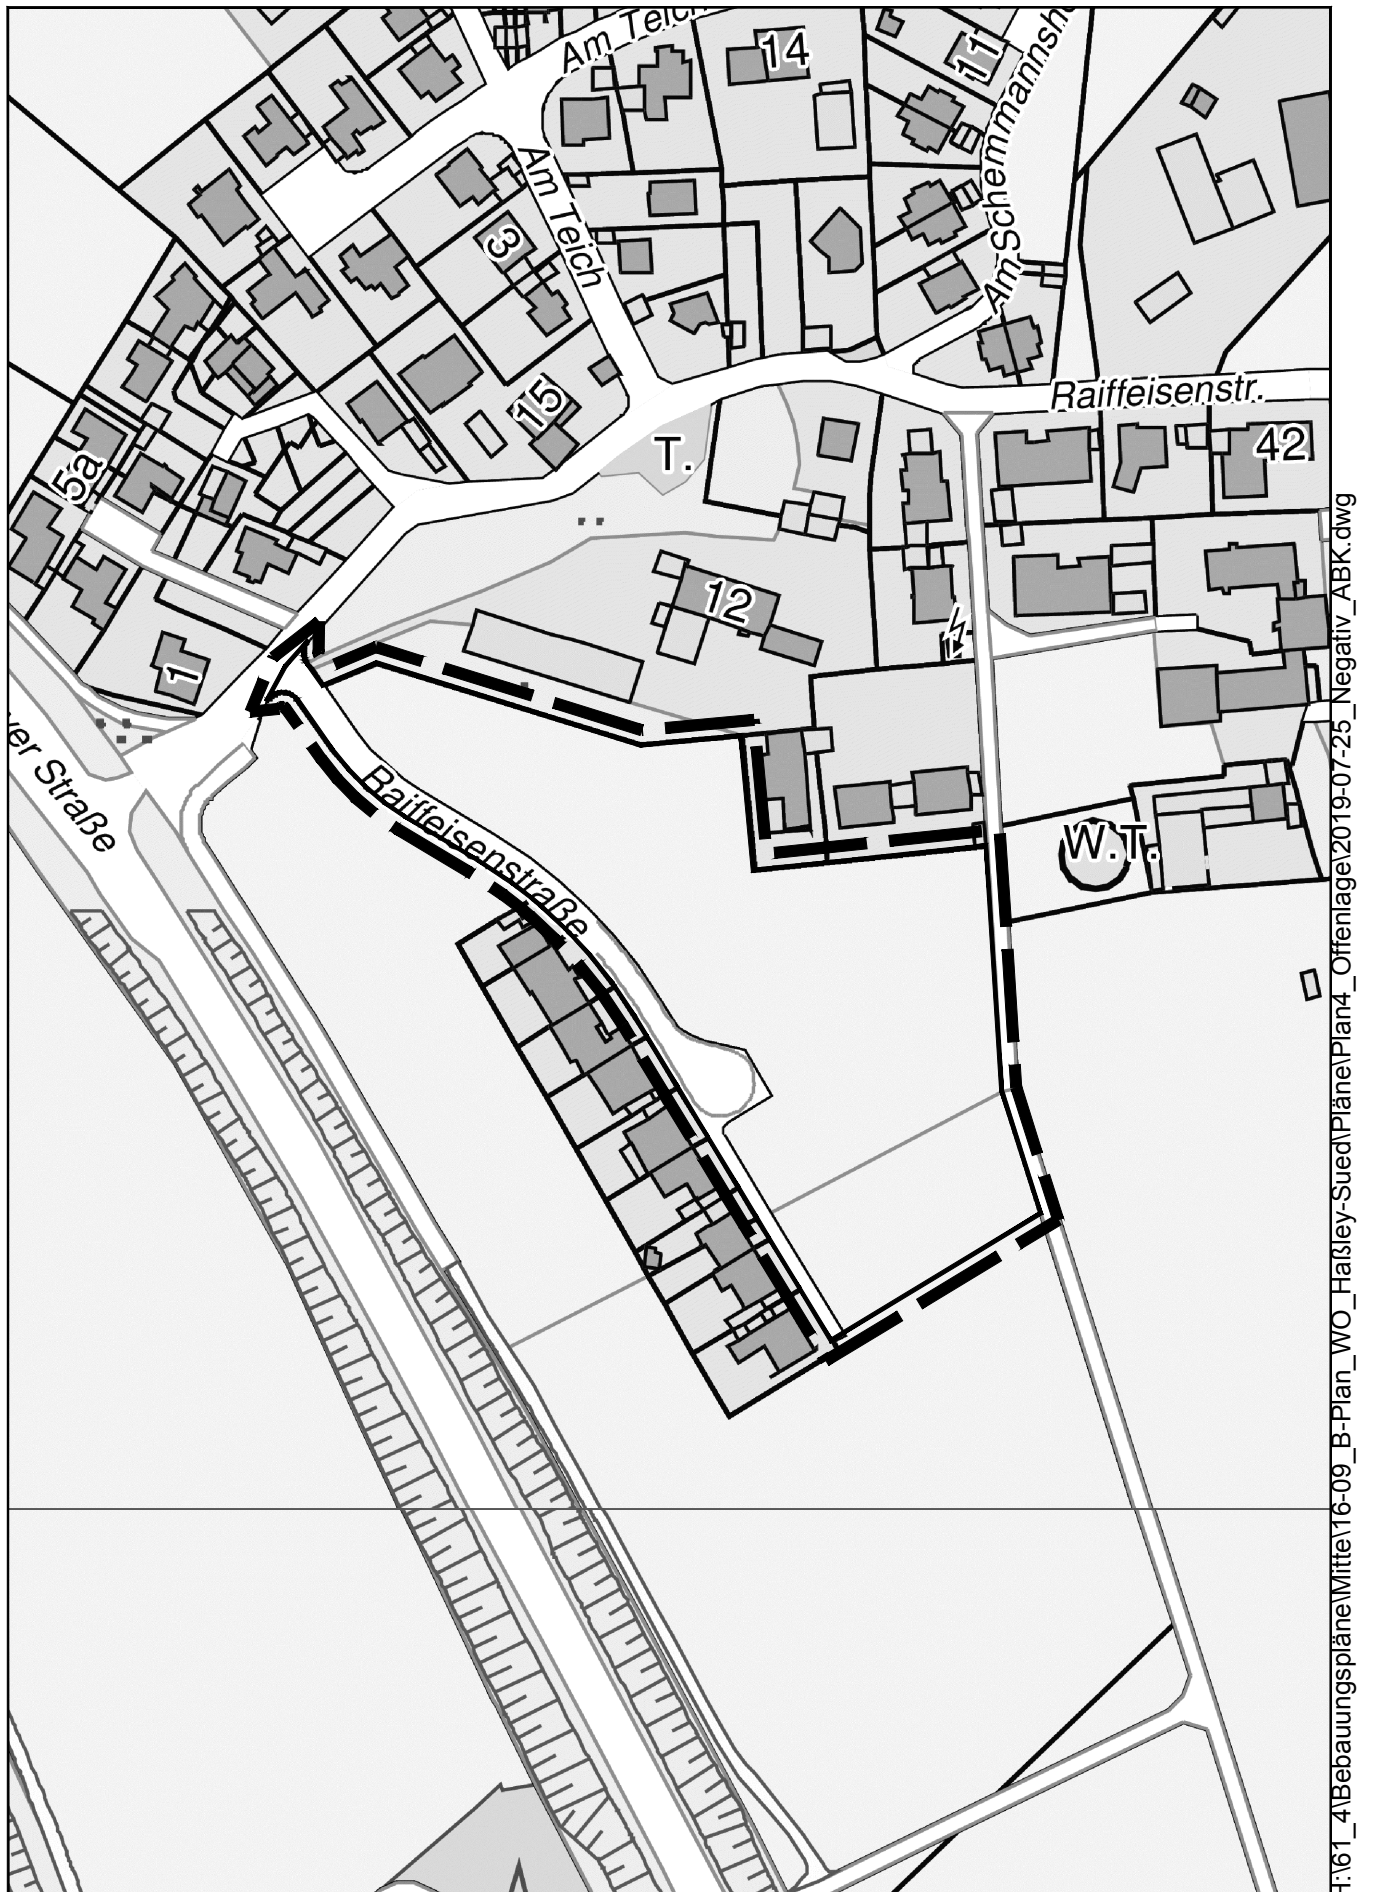 Am Teich
14
11
Am Schemmannsho
Am Teich
3
15
Raiffeisenstr.
42
T.
5a
12
1
er Straße
Raiffeisenstraße
W.T.
H:\61_4\Bebauungspläne\Mitte\16-09_B-Plan_WO_Haßley-Sued\Pläne\Plan4_Offenlage\2019-07-25_Negativ_ABK.dwg